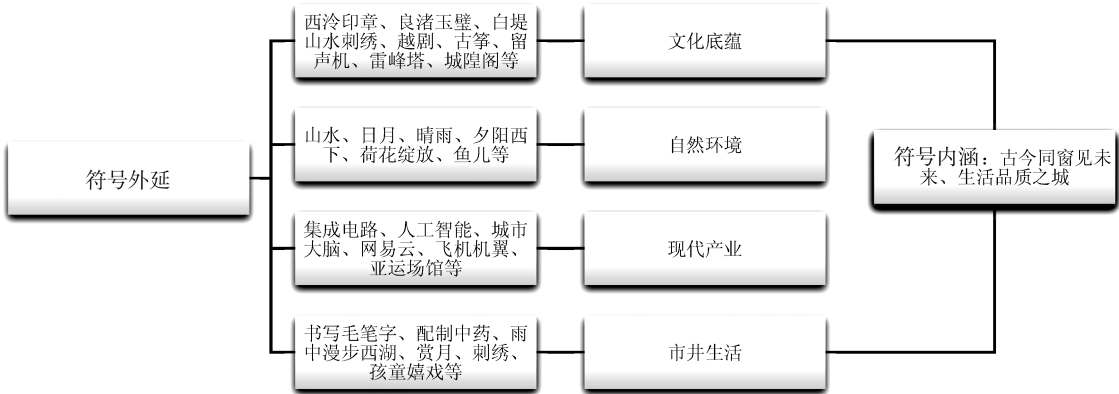 符号外延
西泠印章、良渚玉璧、白堤
山水刺绣、越剧、古筝、留
声机、雷峰塔、城隍阁等
文化底蕴
山水、日月、晴雨、夕阳西
下、荷花绽放、鱼儿等
自然环境
集成电路、人工智能、城市
大脑、网易云、飞机机翼、
亚运场馆等
现代产业
书写毛笔字、配制中药、雨
中漫步西湖、赏月、刺绣、
孩童嬉戏等
市井生活
符号内涵：古今同窗见未
来、生活品质之城